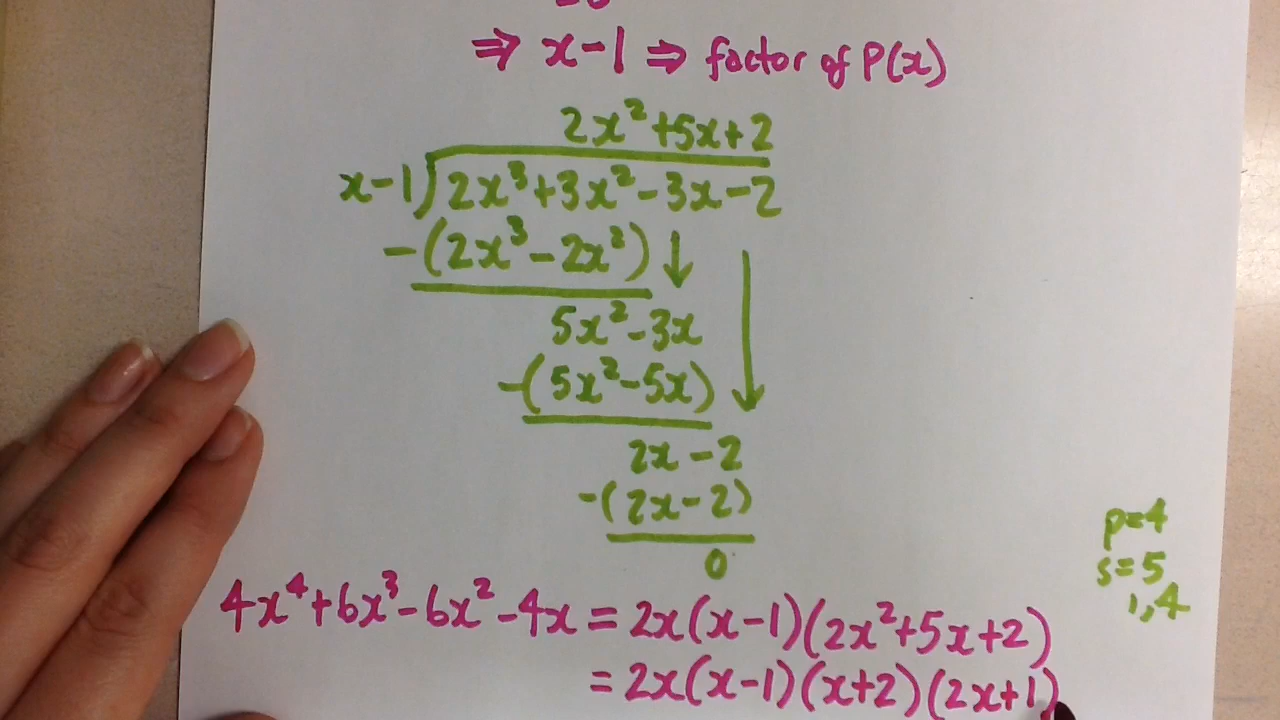 =0
⇒ x-1 ⇒ factor of P(x)
2x²+5x+2
x-1)2x³+3x²-3x-2
-(2x³-2x²)↓
5x²-3x
-(5x²-5x)↓
2x-2
-(2x-2)
0
p=4
s=5
1,4
4x⁴+6x³-6x²-4x = 2x(x-1)(2x²+5x+2)
= 2x(x-1)(x+2)(2x+1)